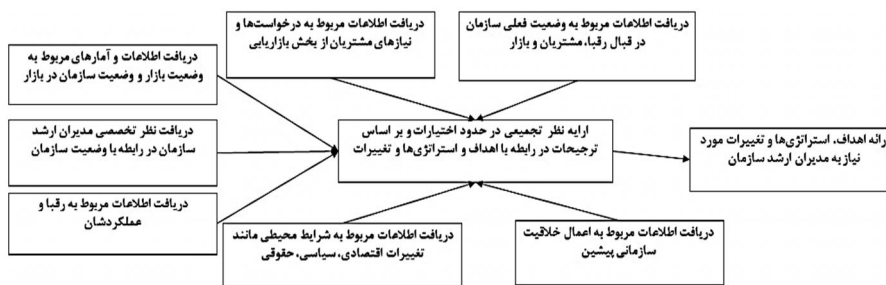 دریافت اطلاعات مربوط به درخواست‌ها و
نیازهای مشتریان از بخش بازاریابی
دریافت اطلاعات مربوط به وضعیت فعلی سازمان
در قبال رقبا، مشتریان و بازار
دریافت اطلاعات و آمارهای مربوط به
وضعیت بازار و وضعیت سازمان در بازار
دریافت نظر تخصصی مدیران ارشد
سازمان در رابطه با وضعیت سازمان
ارایه نظر تجمیعی در حدود اختیارات و بر اساس
ترجیحات در رابطه با اهداف و استراتژی‌ها و تغییرات
رائه اهداف، استراتژی‌ها و تغییرات مورد
نیاز به مدیران ارشد سازمان
دریافت اطلاعات مربوط به رقبا و
عملکردشان
دریافت اطلاعات مربوط به شرایط محیطی مانند
تغییرات اقتصادی، سیاسی، حقوقی
دریافت اطلاعات مربوط به اعمال خلاقیت
سازمانی پیشین